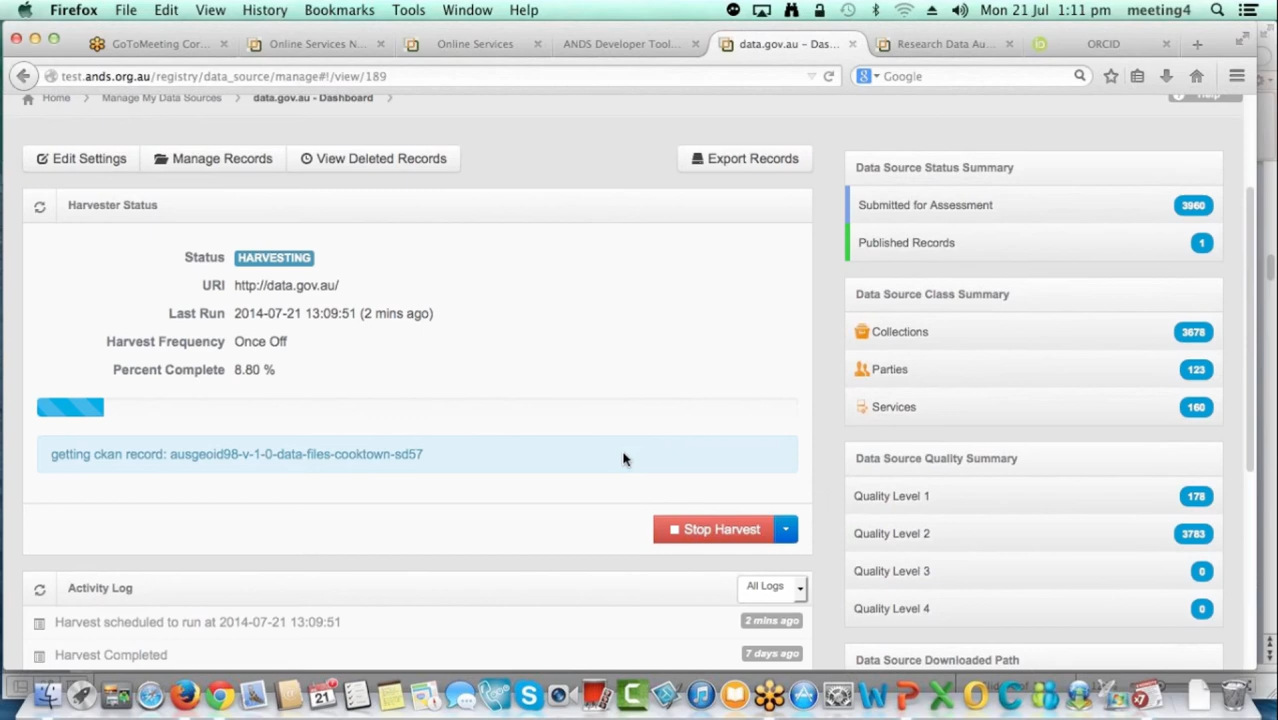 Firefox File Edit View History Bookmarks Tools Window Help Mon 21 Jul 1:11 pm meeting4
GoToMeeting Cor... Online Services N... Online Services ANDS Developer Tool... data.gov.au – Das... Research Data Au... ORCID
test.ands.org.au/registry/data_source/manage#!/view/189 Google
Home Manage My Data Sources data.gov.au - Dashboard Help
Edit Settings Manage Records View Deleted Records Export Records
Harvester Status
Status HARVESTING
URI http://data.gov.au/
Last Run 2014-07-21 13:09:51 (2 mins ago)
Harvest Frequency Once Off
Percent Complete 8.80 %
getting ckan record: ausgeoid98-v-1-0-data-files-cooktown-sd57
Stop Harvest
Activity Log All Logs
Harvest scheduled to run at 2014-07-21 13:09:51 2 mins ago
Harvest Completed 7 days ago
Data Source Status Summary
Submitted for Assessment 3960
Published Records 1
Data Source Class Summary
Collections 3678
Parties 123
Services 160
Data Source Quality Summary
Quality Level 1 178
Quality Level 2 3783
Quality Level 3 0
Quality Level 4 0
Data Source Downloaded Path